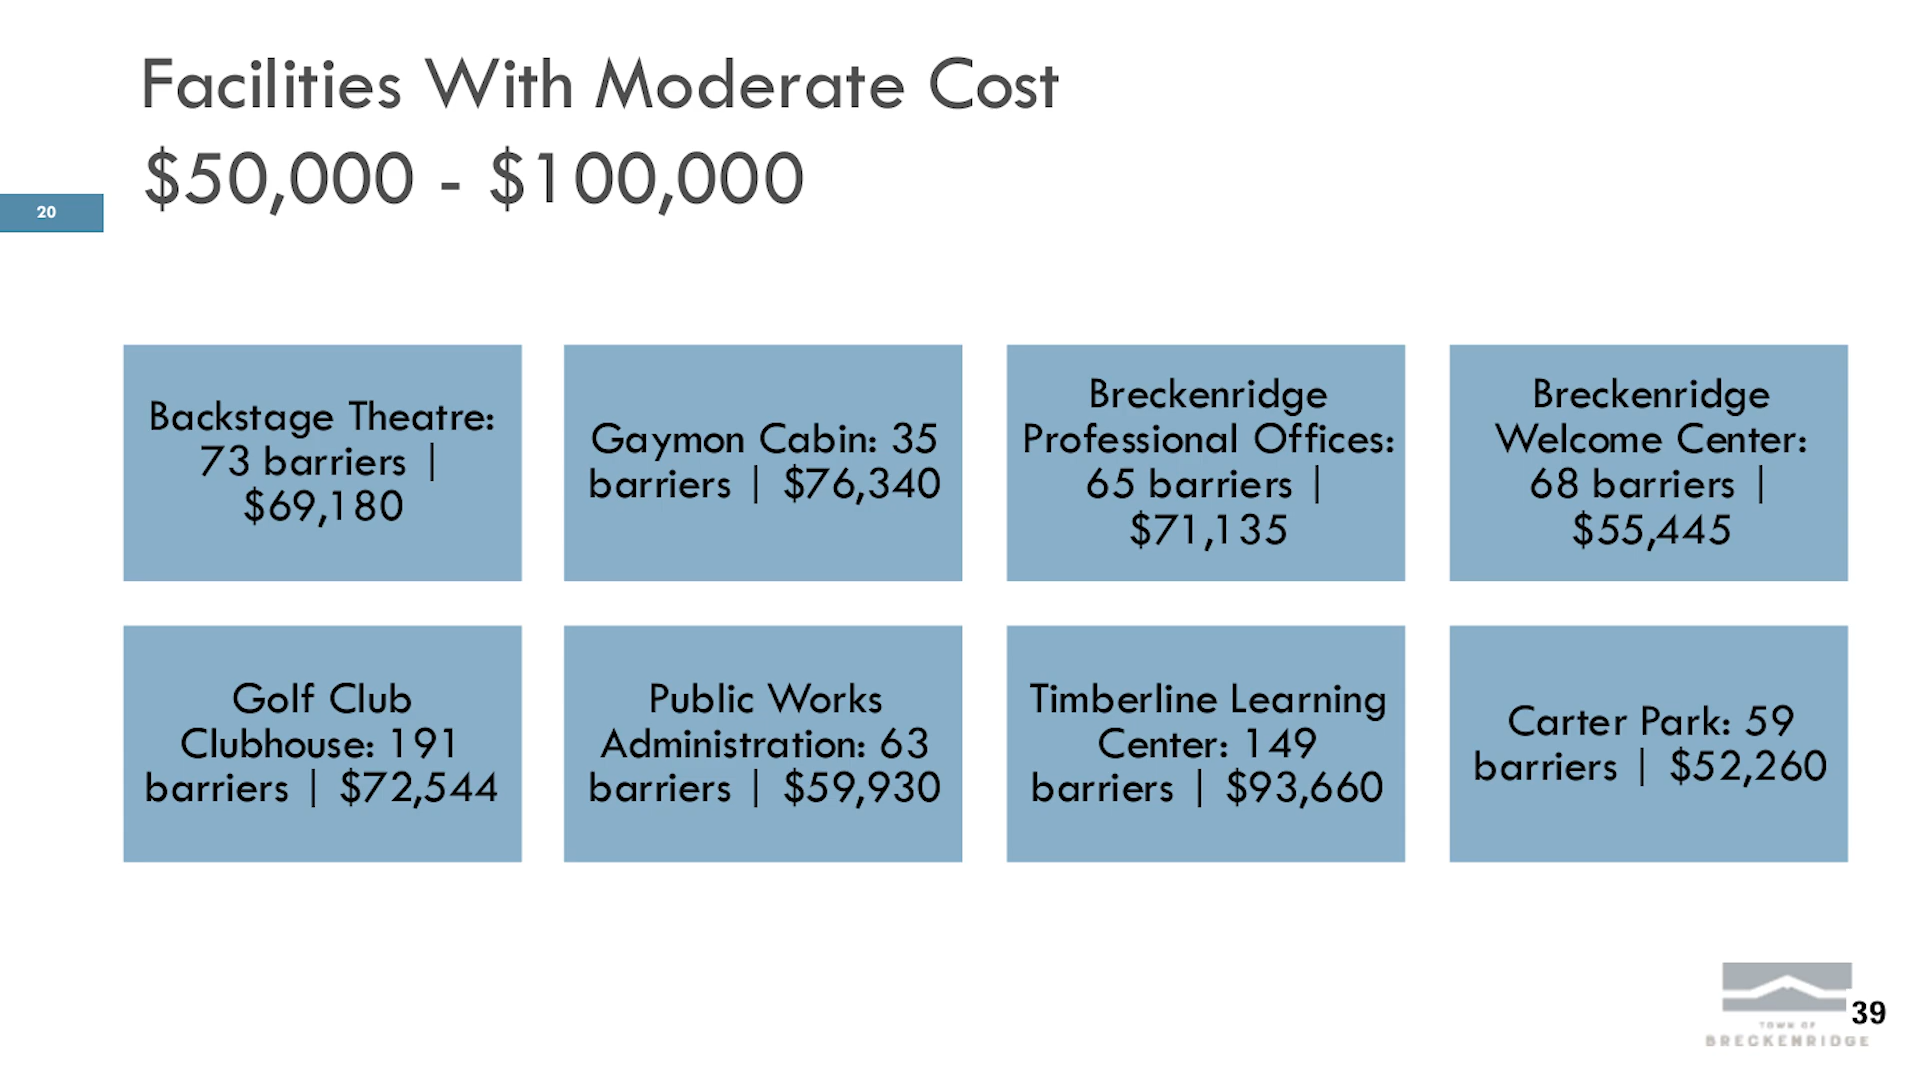 Facilities With Moderate Cost
$50,000 - $100,000
20
Backstage Theatre:
73 barriers |
$69,180
Gaymon Cabin: 35
barriers | $76,340
Breckenridge
Professional Offices:
65 barriers |
$71,135
Breckenridge
Welcome Center:
68 barriers |
$55,445
Golf Club
Clubhouse: 191
barriers | $72,544
Public Works
Administration: 63
barriers | $59,930
Timberline Learning
Center: 149
barriers | $93,660
Carter Park: 59
barriers | $52,260
39
TOWN OF
BRECKENRIDGE